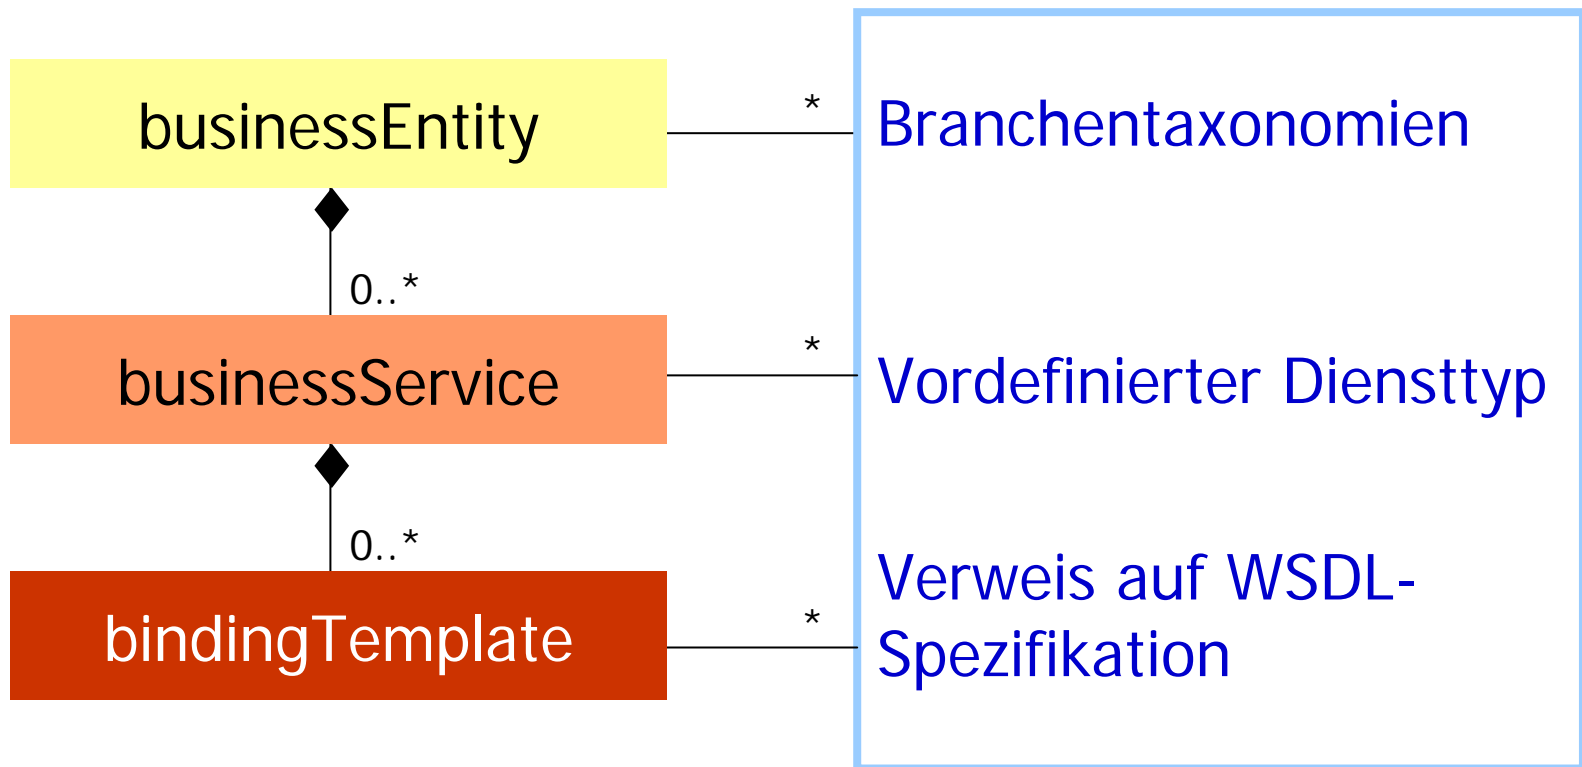 businessEntity
*
Branchentaxonomien
0..*
businessService
*
Vordefinierter Diensttyp
0..*
bindingTemplate
*
Verweis auf WSDL-
Spezifikation